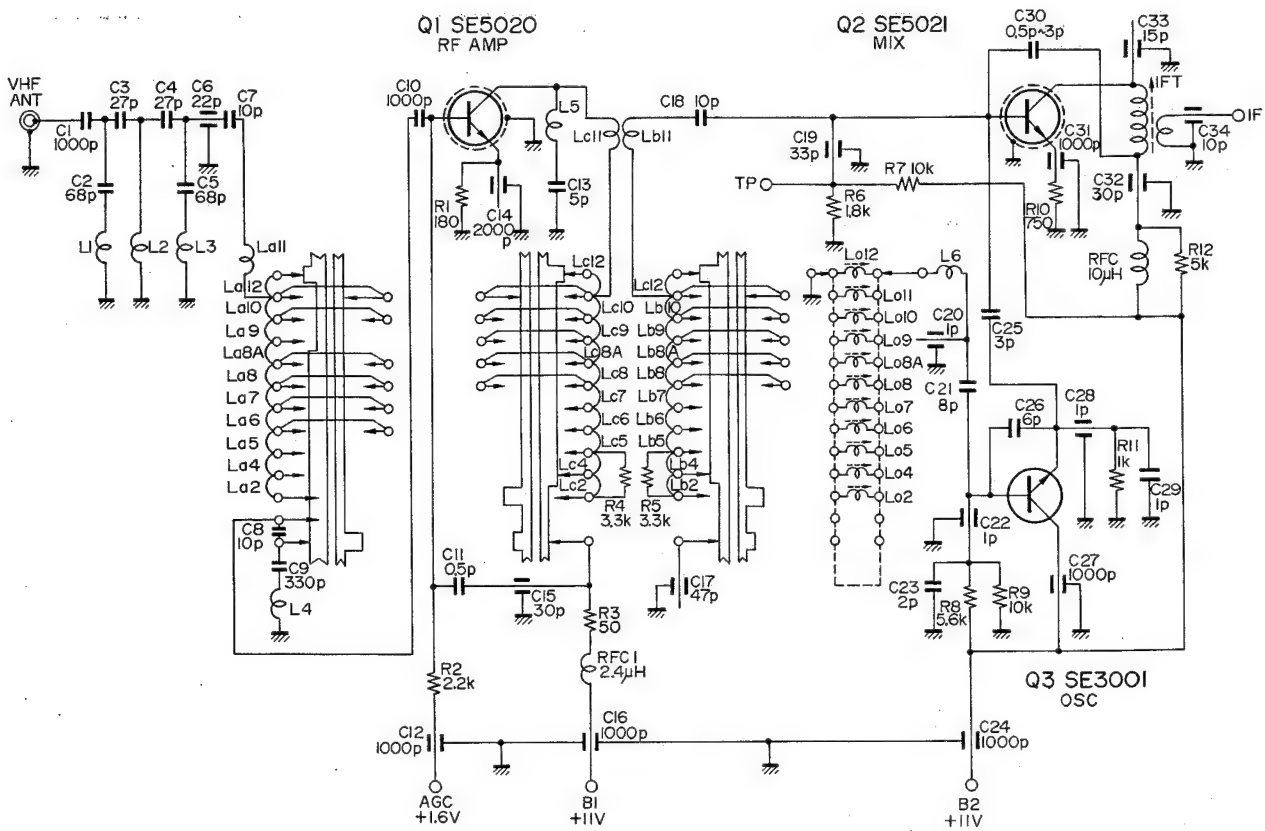 Q1 SE5020
RF AMP
Q2 SE5021
MIX
C30
0.5p~3p
C33
15p
VHF
ANT
C3
27p
C4
27p
C6
22p
C7
10p
C10
1000p
L5
Lc11
Lb11
C18 10p
IFT
IF
C1
1000p
C2
68p
C5
68p
C19
33p
C31
1000p
C34
10p
TP
R7 10k
C32
30p
R1
180
C14
2000
p
C13
5p
R6
1.8k
R10
750
L1
L2
L3
La11
RFC
10μH
R12
5k
La12
La10
La9
La8A
La8
La7
La6
La5
La4
La2
Lc12
Lc10
Lc9
Lc8A
Lc8
Lc7
Lc6
Lc5
Lc4
Lc2
R4
3.3k
Lc12
Lb10
Lb9
Lb8A
Lb8
Lb7
Lb6
Lb5
Lb4
Lb2
R5
3.3k
Lo12
L6
Lo11
Lo10
Lo9
Lo8A
Lo8
Lo7
Lo6
Lo5
Lo4
Lo2
C20
1p
C25
3p
C21
8p
C26
6p
C28
1p
R11
1k
C29
1p
C22
1p
C8
10p
C9
330p
L4
C11
0.5p
C15
30p
C17
47p
C23
2p
R8
5.6k
R9
10k
C27
1000p
R3
50
R2
2.2k
RFC1
2.4μH
Q3 SE3001
OSC
C12
1000p
C16
1000p
C24
1000p
AGC
+1.6V
B1
+11V
B2
+11V